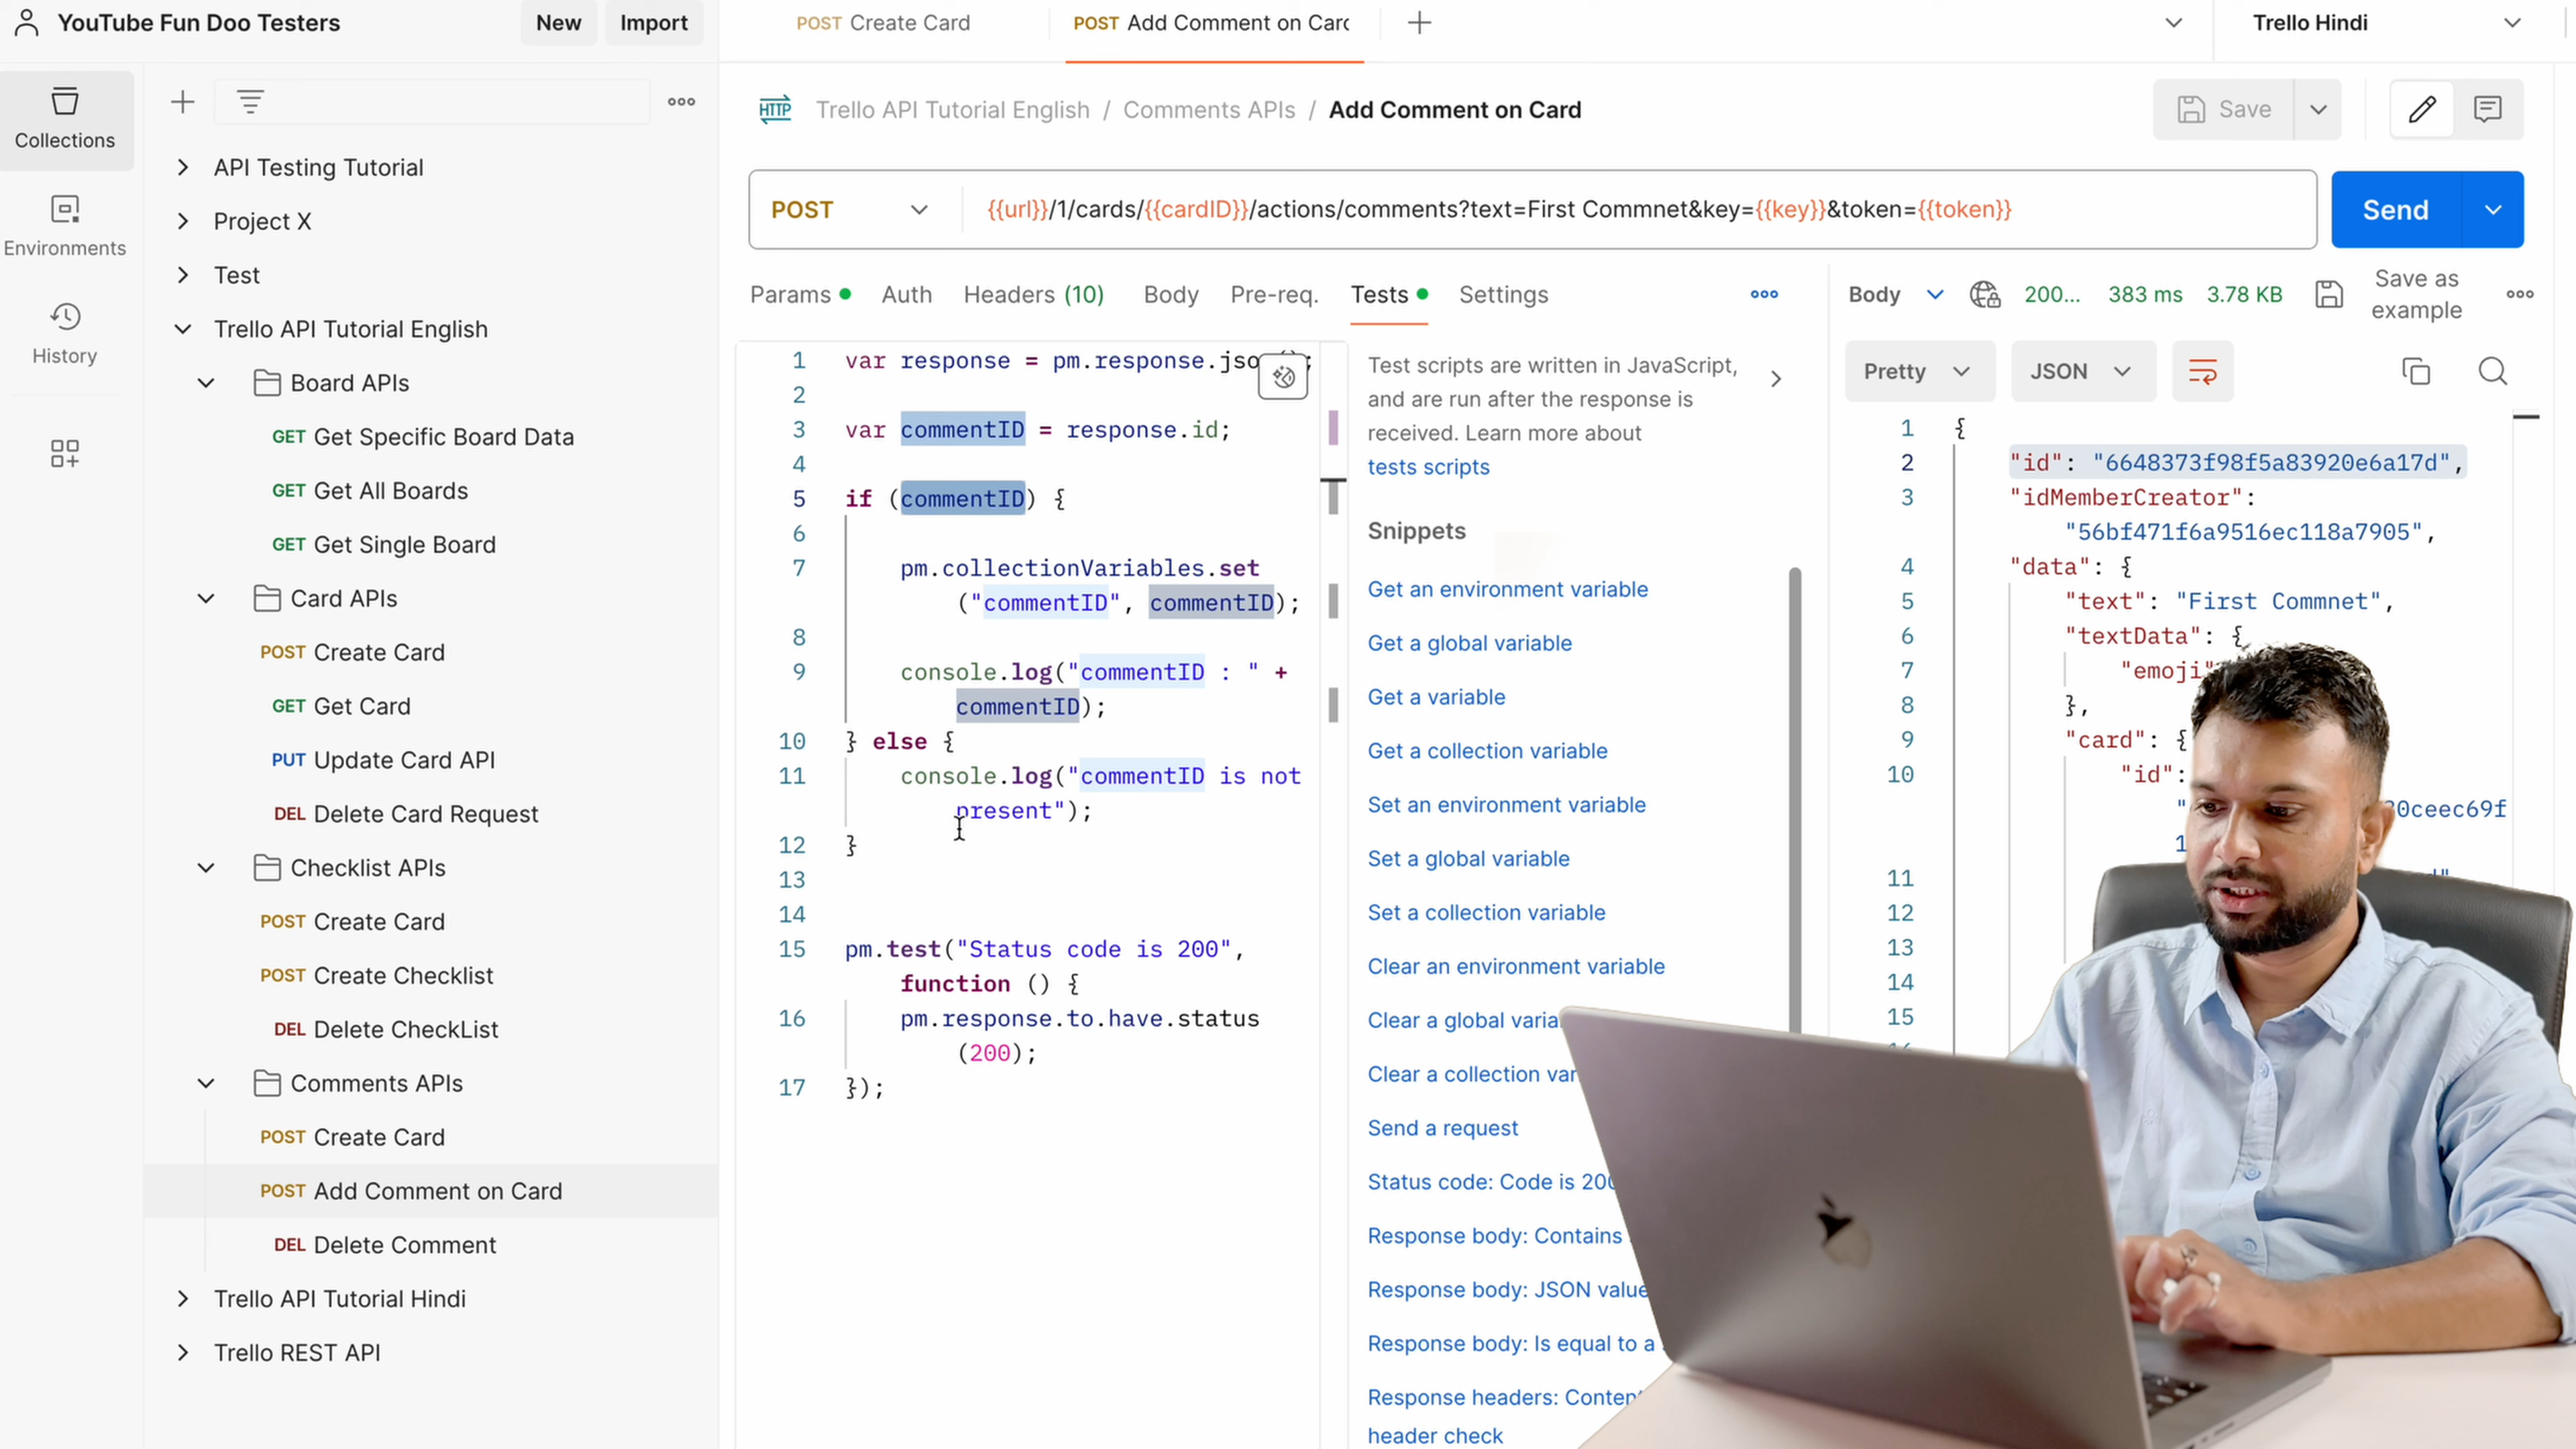 YouTube Fun Doo Testers
New
Import
POST Create Card
POST Add Comment on Card
Trello Hindi
Collections
Environments
History
API Testing Tutorial
Project X
Test
Trello API Tutorial English
Board APIs
GET Get Specific Board Data
GET Get All Boards
GET Get Single Board
Card APIs
POST Create Card
GET Get Card
PUT Update Card API
DEL Delete Card Request
Checklist APIs
POST Create Card
POST Create Checklist
DEL Delete CheckList
Comments APIs
POST Create Card
POST Add Comment on Card
DEL Delete Comment
Trello API Tutorial Hindi
Trello REST API
HTTP Trello API Tutorial English / Comments APIs / Add Comment on Card
Save
POST
{{url}}/1/cards/{{cardID}}/actions/comments?text=First Commnet&key={{key}}&token={{token}}
Send
Params
Auth
Headers (10)
Body
Pre-req.
Tests
Settings
1 var response = pm.response.jso();
2
3 var commentID = response.id;
4
5 if (commentID) {
6
7 pm.collectionVariables.set
("commentID", commentID);
8
9 console.log("commentID : " +
commentID);
10 } else {
11 console.log("commentID is not
present");
12 }
13
14
15 pm.test("Status code is 200",
function () {
16 pm.response.to.have.status
(200);
17 });
Test scripts are written in JavaScript,
and are run after the response is
received. Learn more about
tests scripts
Snippets
Get an environment variable
Get a global variable
Get a variable
Get a collection variable
Set an environment variable
Set a global variable
Set a collection variable
Clear an environment variable
Clear a global varia
Clear a collection var
Send a request
Status code: Code is 200
Response body: Contains
Response body: JSON value
Response body: Is equal to a
Response headers: Content
header check
Body
200...
383 ms
3.78 KB
Save as
example
Pretty
JSON
1 {
2 "id": "6648373f98f5a83920e6a17d",
3 "idMemberCreator":
"56bf471f6a9516ec118a7905",
4 "data": {
5 "text": "First Commnet",
6 "textData": {
7 "emoji"
8 },
9 "card": {
10 "id":
"
0ceec69f
1
11
12
13
14
15